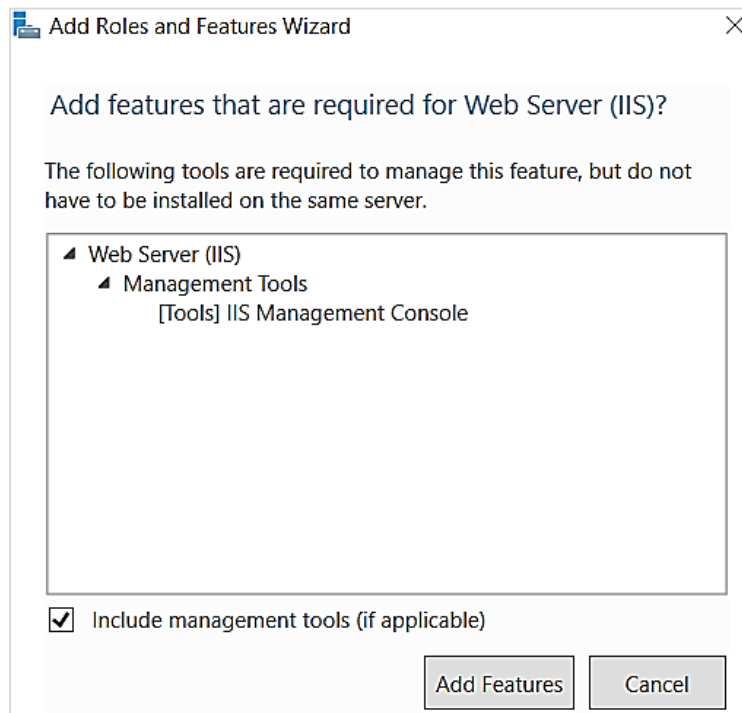 Add Roles and Features Wizard
Add features that are required for Web Server (IIS)?
The following tools are required to manage this feature, but do not
have to be installed on the same server.
Web Server (IIS)
Management Tools
[Tools] IIS Management Console
Include management tools (if applicable)
Add Features
Cancel